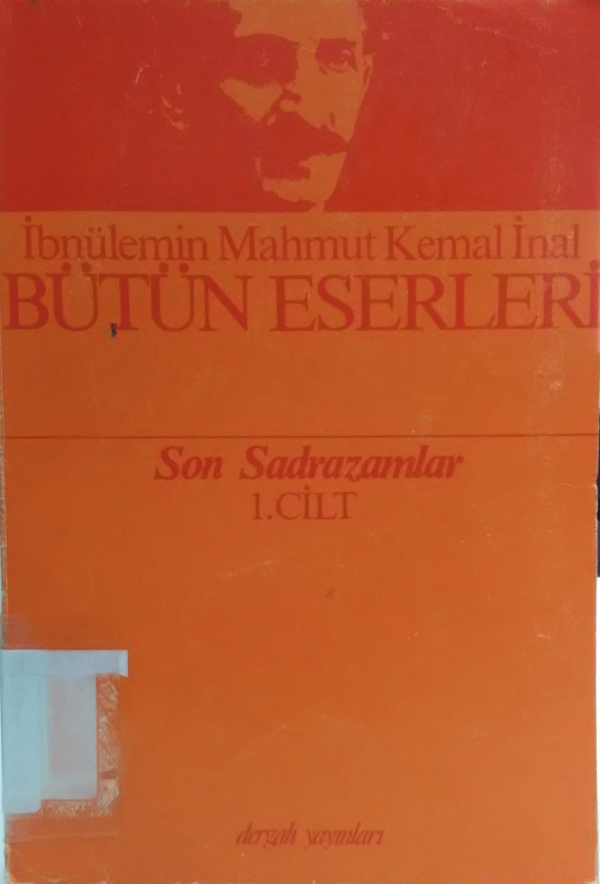 İbnülemin Mahmut Kemal İnal
BÜTÜN ESERLERİ
Son Sadrazamlar
1.CİLT
dergah yayınları